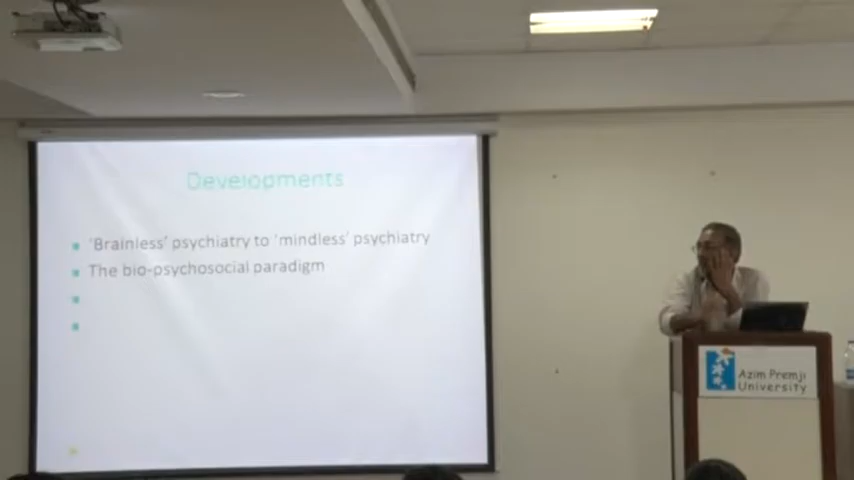 Developments
'Brainless' psychiatry to 'mindless' psychiatry
The bio-psychosocial paradigm
Azim Premji
University